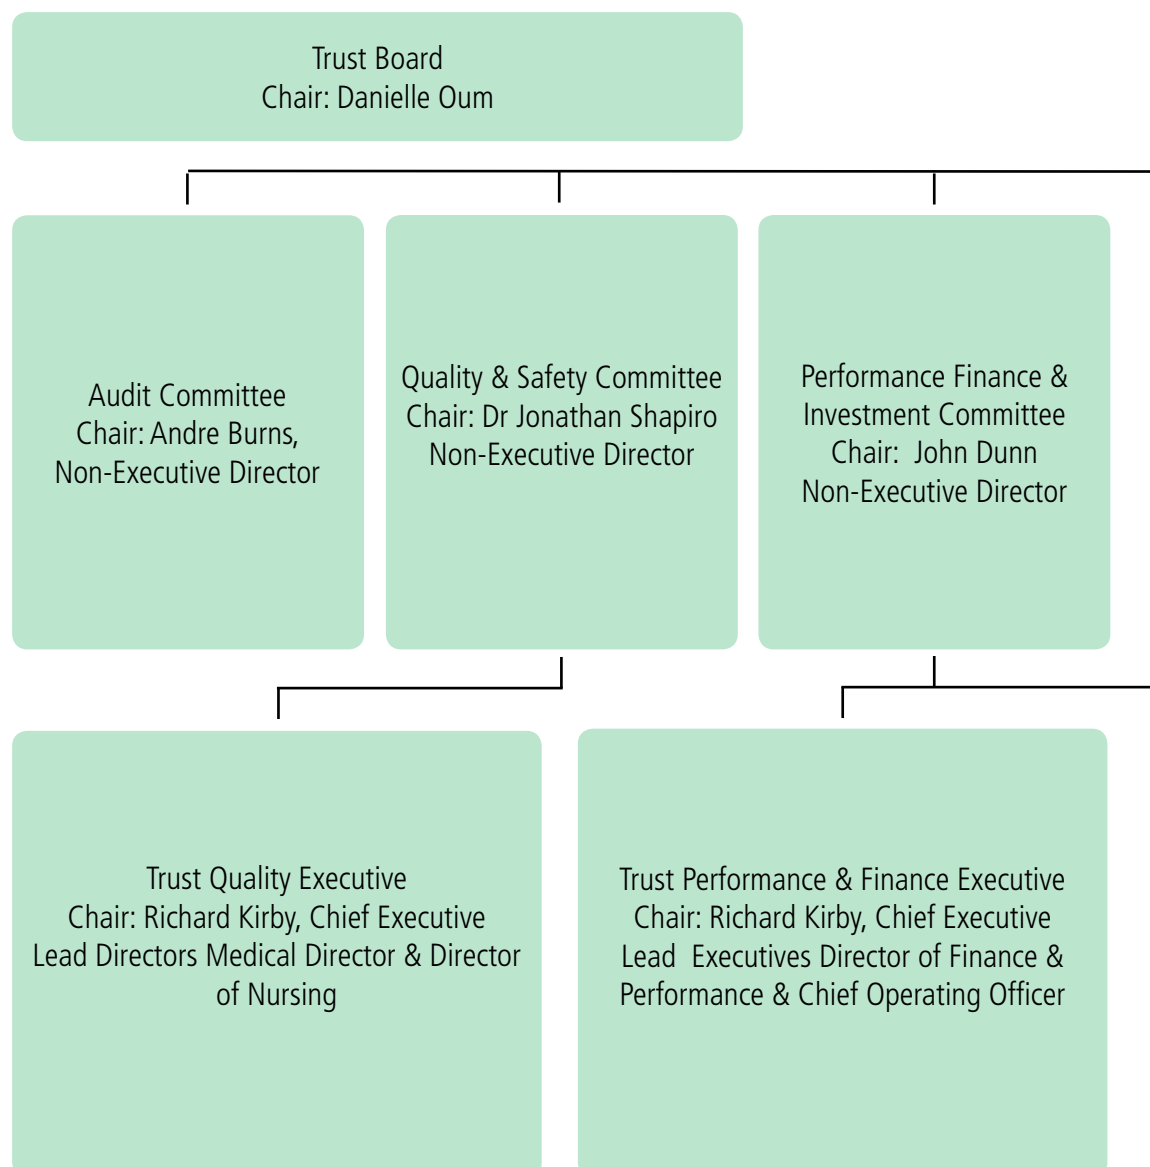 Trust Board
Chair: Danielle Oum
Audit Committee
Chair: Andre Burns,
Non-Executive Director
Quality & Safety Committee
Chair: Dr Jonathan Shapiro
Non-Executive Director
Performance Finance &
Investment Committee
Chair:  John Dunn
Non-Executive Director
Trust Quality Executive
Chair: Richard Kirby, Chief Executive
Lead Directors Medical Director & Director
of Nursing
Trust Performance & Finance Executive
Chair: Richard Kirby, Chief Executive
Lead  Executives Director of Finance &
Performance & Chief Operating Officer